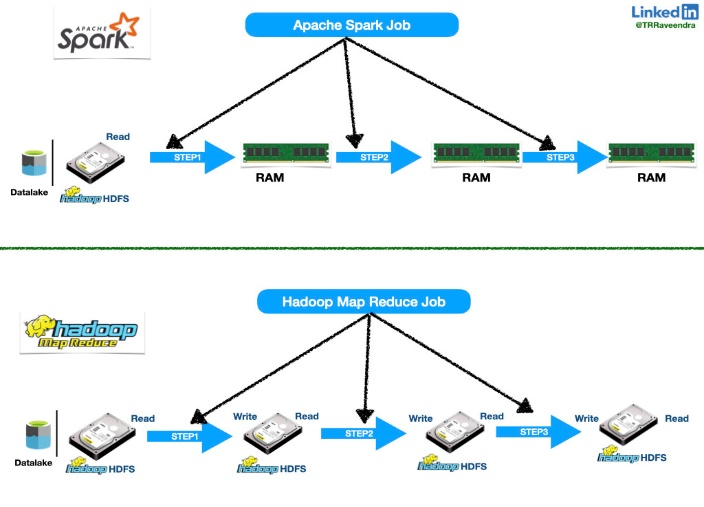 Apache Spark Job
Linked in
@TRRaveendra
APACHE
Spark
Read
STEP1
STEP2
STEP3
Datalake
hadoop HDFS
RAM
RAM
RAM
Hadoop Map Reduce Job
hadoop
Map Reduce
Read
Write
Read
Write
Read
Write
Read
STEP1
STEP2
STEP3
Datalake
hadoop HDFS
hadoop HDFS
hadoop HDFS
hadoop HDFS